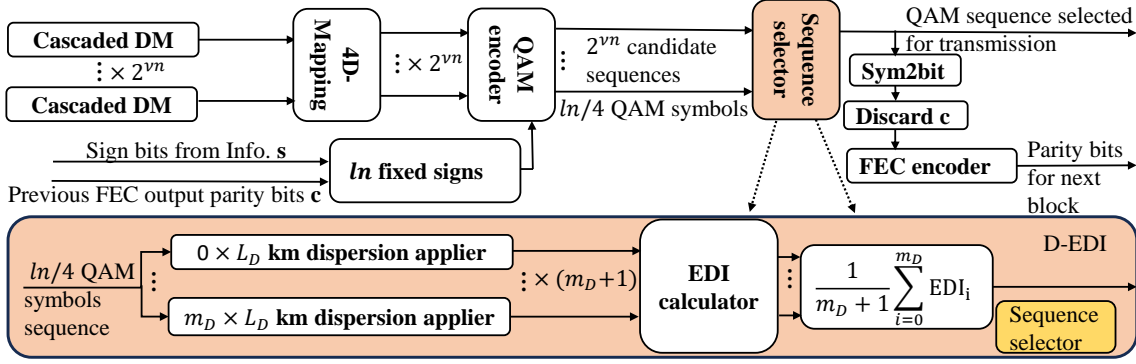 Cascaded DM
⋮ × 2^{vn}
Cascaded DM
4D-
Mapping
⋮ × 2^{vn}
QAM
encoder
⋮ 2^{vn} candidate
sequences
ln/4 QAM symbols
Sequence
selector
QAM sequence selected
for transmission
Sym2bit
Discard c
FEC encoder
Parity bits
for next
block
Sign bits from Info. s
Previous FEC output parity bits c
ln fixed signs
D-EDI
ln/4 QAM
symbols
sequence
0 × L_D km dispersion applier
⋮
m_D × L_D km dispersion applier
⋮ × (m_D+1)
EDI
calculator
⋮
\frac{1}{m_D + 1} \sum_{i=0}^{m_D} EDI_i
Sequence
selector